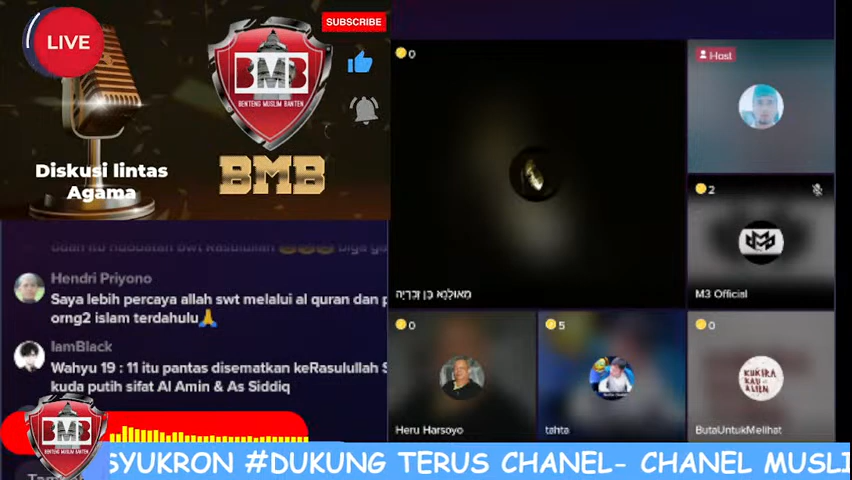 LIVE
SUBSCRIBE
BMB
BENTENG MUSLIM BANTEN
BMB
Diskusi lintas
Agama
0
Host
2
Hendri Priyono
Saya lebih percaya allah swt melalui al quran dan p
orng2 islam terdahulu🙏
IamBlack
Wahyu 19 : 11 itu pantas disematkan keRasulullah S
kuda putih sifat Al Amin & As Siddiq
מאולנא בן זכריה
M3 Official
0
5
0
KUKIRA
KAU
ALIEN
Heru Harsoyo
tahta
ButaUntukMelihat
BMB
SYUKRON #DUKUNG TERUS CHANEL- CHANEL MUSLI